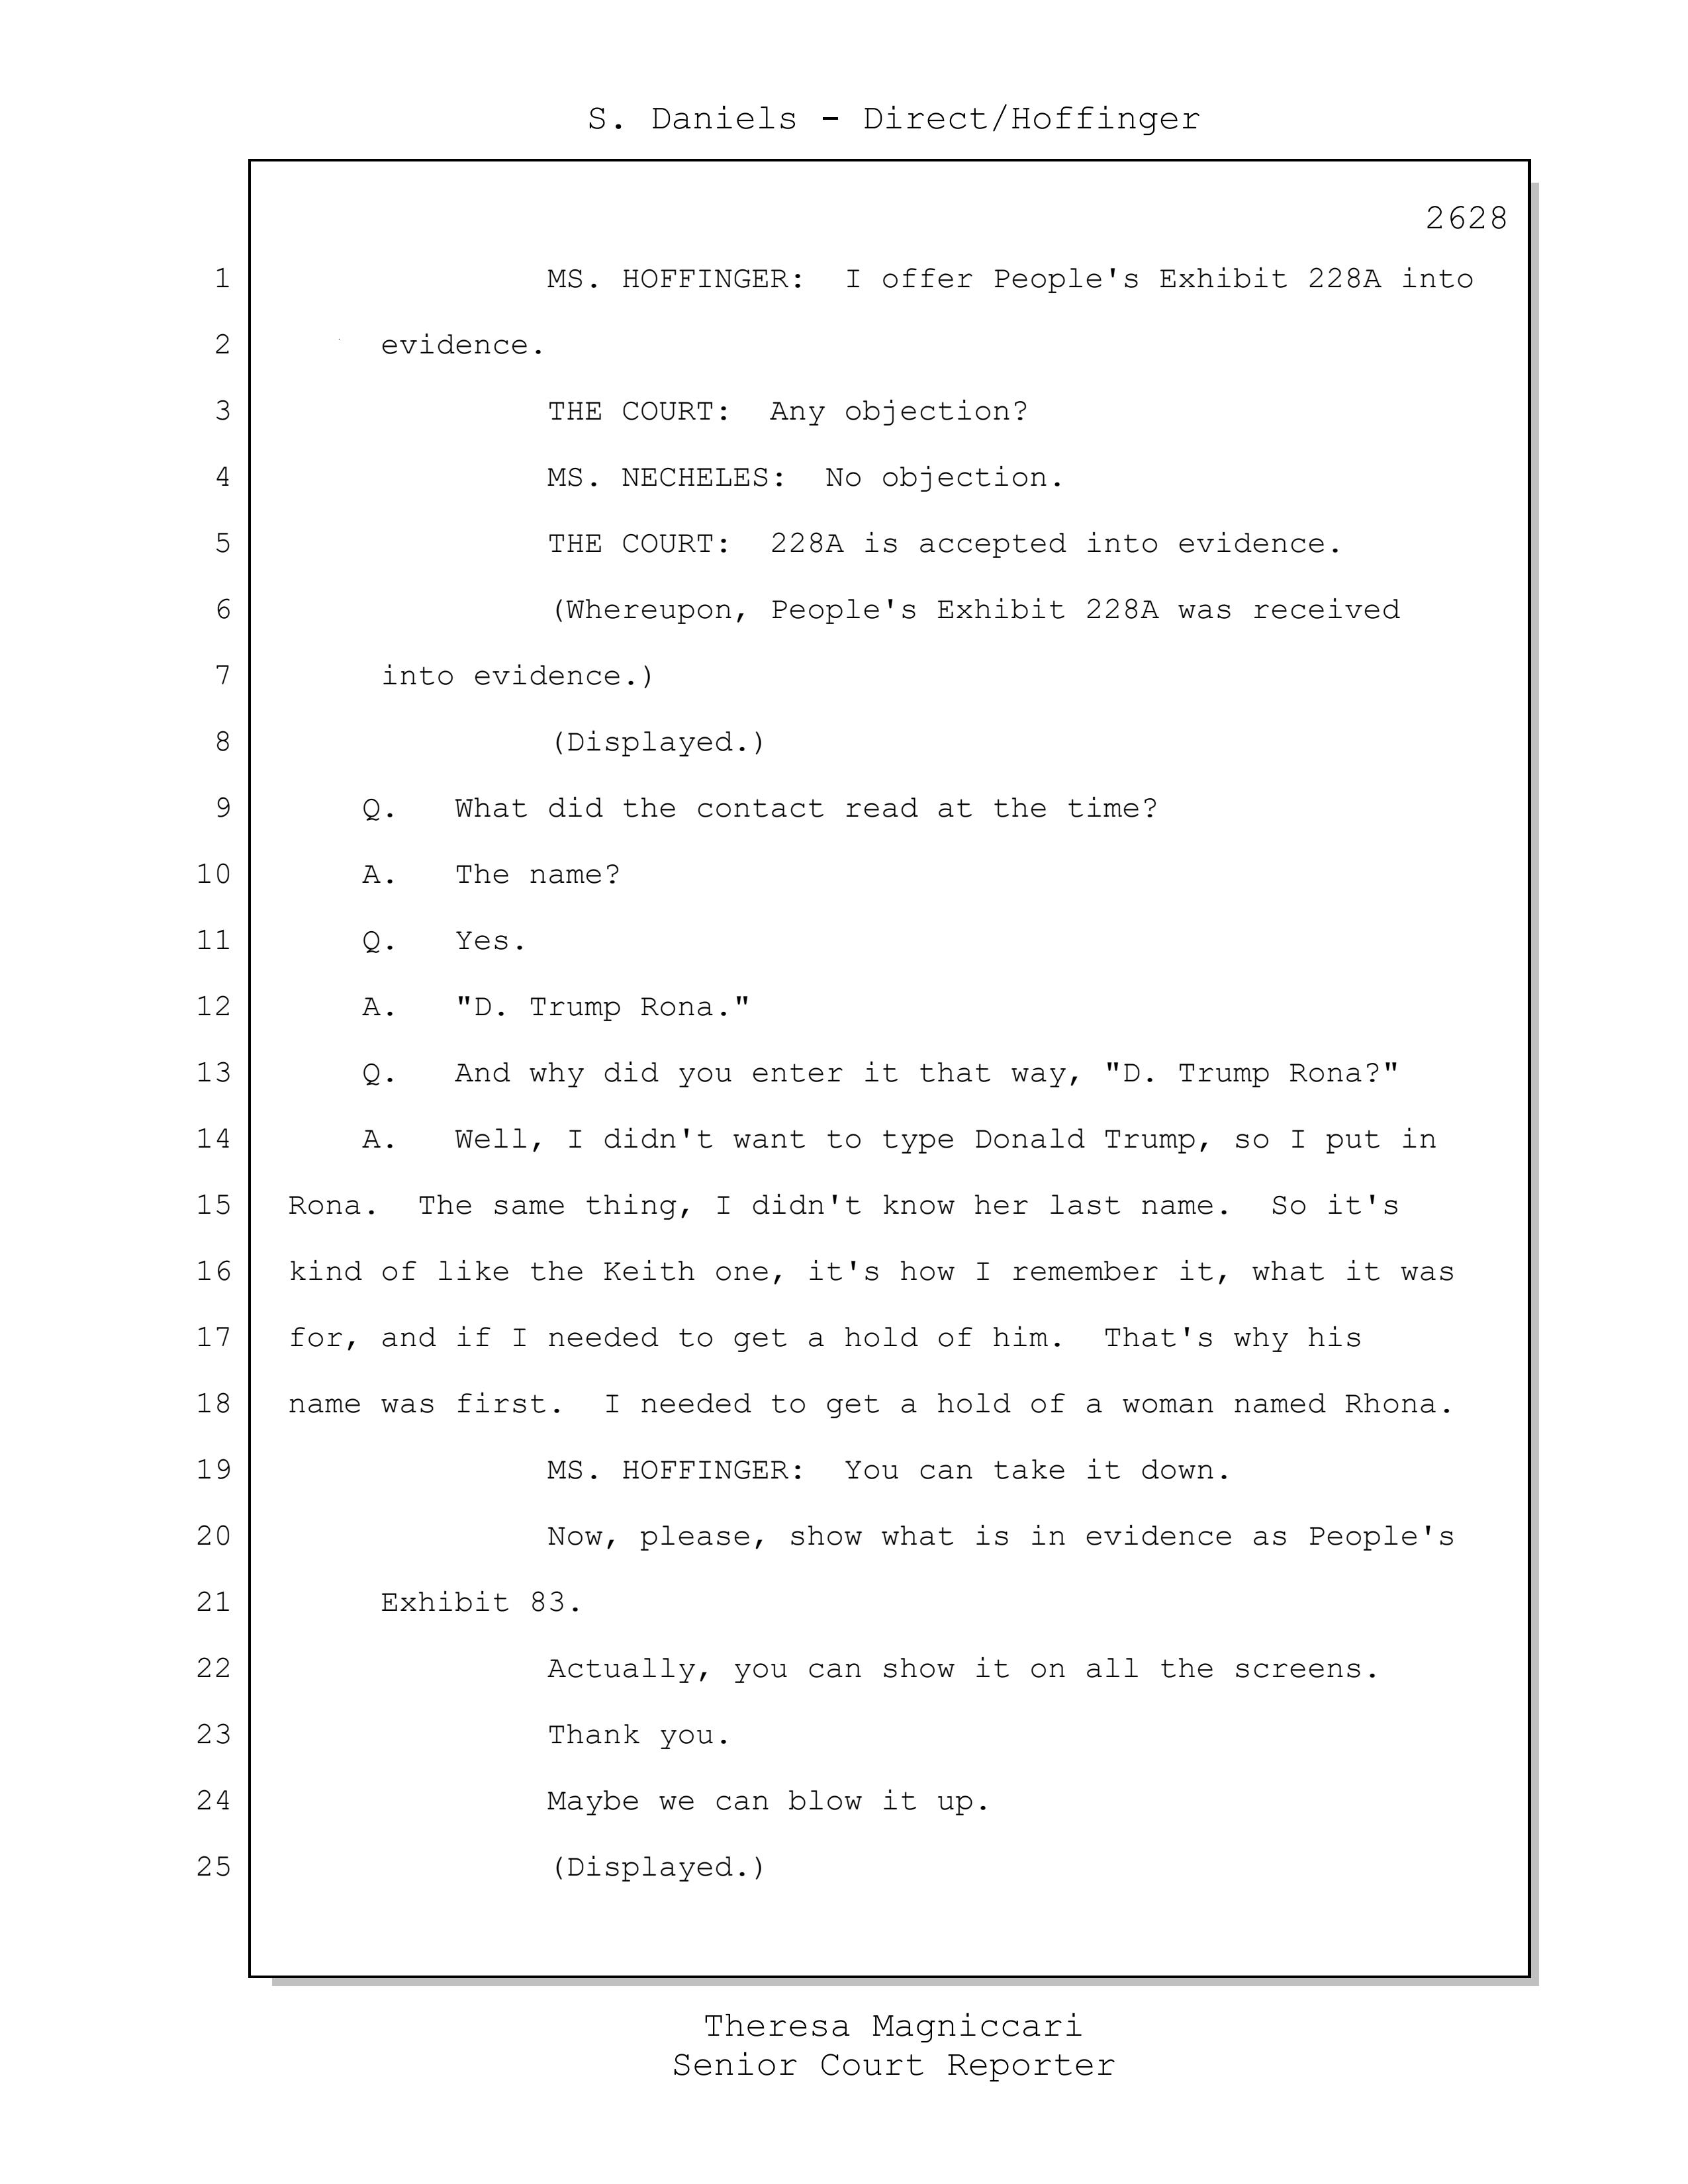 S. Daniels - Direct/Hoffinger
2628
1 MS. HOFFINGER: I offer People's Exhibit 228A into
2 evidence.
3 THE COURT: Any objection?
4 MS. NECHELES: No objection.
5 THE COURT: 228A is accepted into evidence.
6 (Whereupon, People's Exhibit 228A was received
7 into evidence.)
8 (Displayed.)
9 Q. What did the contact read at the time?
10 A. The name?
11 Q. Yes.
12 A. "D. Trump Rona."
13 Q. And why did you enter it that way, "D. Trump Rona?"
14 A. Well, I didn't want to type Donald Trump, so I put in
15 Rona. The same thing, I didn't know her last name. So it's
16 kind of like the Keith one, it's how I remember it, what it was
17 for, and if I needed to get a hold of him. That's why his
18 name was first. I needed to get a hold of a woman named Rhona.
19 MS. HOFFINGER: You can take it down.
20 Now, please, show what is in evidence as People's
21 Exhibit 83.
22 Actually, you can show it on all the screens.
23 Thank you.
24 Maybe we can blow it up.
25 (Displayed.)
Theresa Magniccari
Senior Court Reporter